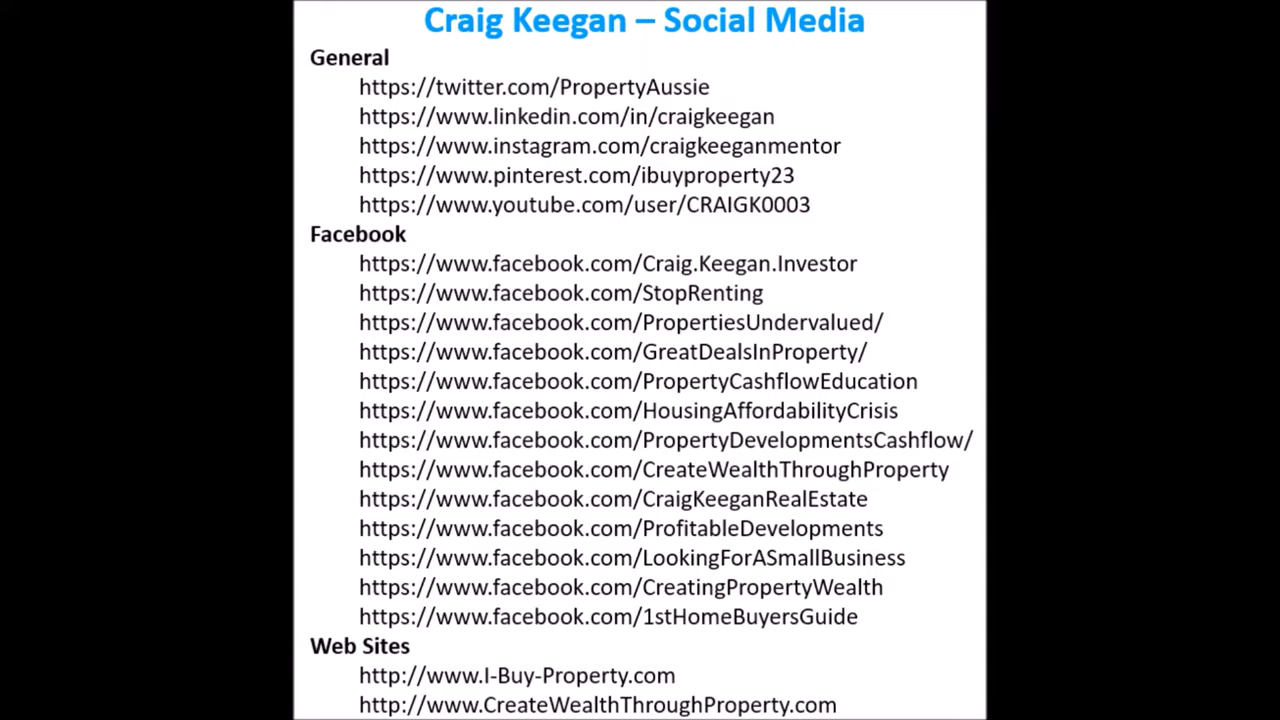 Craig Keegan – Social Media
General
https://twitter.com/PropertyAussie
https://www.linkedin.com/in/craigkeegan
https://www.instagram.com/craigkeeganmentor
https://www.pinterest.com/ibuyproperty23
https://www.youtube.com/user/CRAIGK0003
Facebook
https://www.facebook.com/Craig.Keegan.Investor
https://www.facebook.com/StopRenting
https://www.facebook.com/PropertiesUndervalued/
https://www.facebook.com/GreatDealsInProperty/
https://www.facebook.com/PropertyCashflowEducation
https://www.facebook.com/HousingAffordabilityCrisis
https://www.facebook.com/PropertyDevelopmentsCashflow/
https://www.facebook.com/CreateWealthThroughProperty
https://www.facebook.com/CraigKeeganRealEstate
https://www.facebook.com/ProfitableDevelopments
https://www.facebook.com/LookingForASmallBusiness
https://www.facebook.com/CreatingPropertyWealth
https://www.facebook.com/1stHomeBuyersGuide
Web Sites
http://www.I-Buy-Property.com
http://www.CreateWealthThroughProperty.com